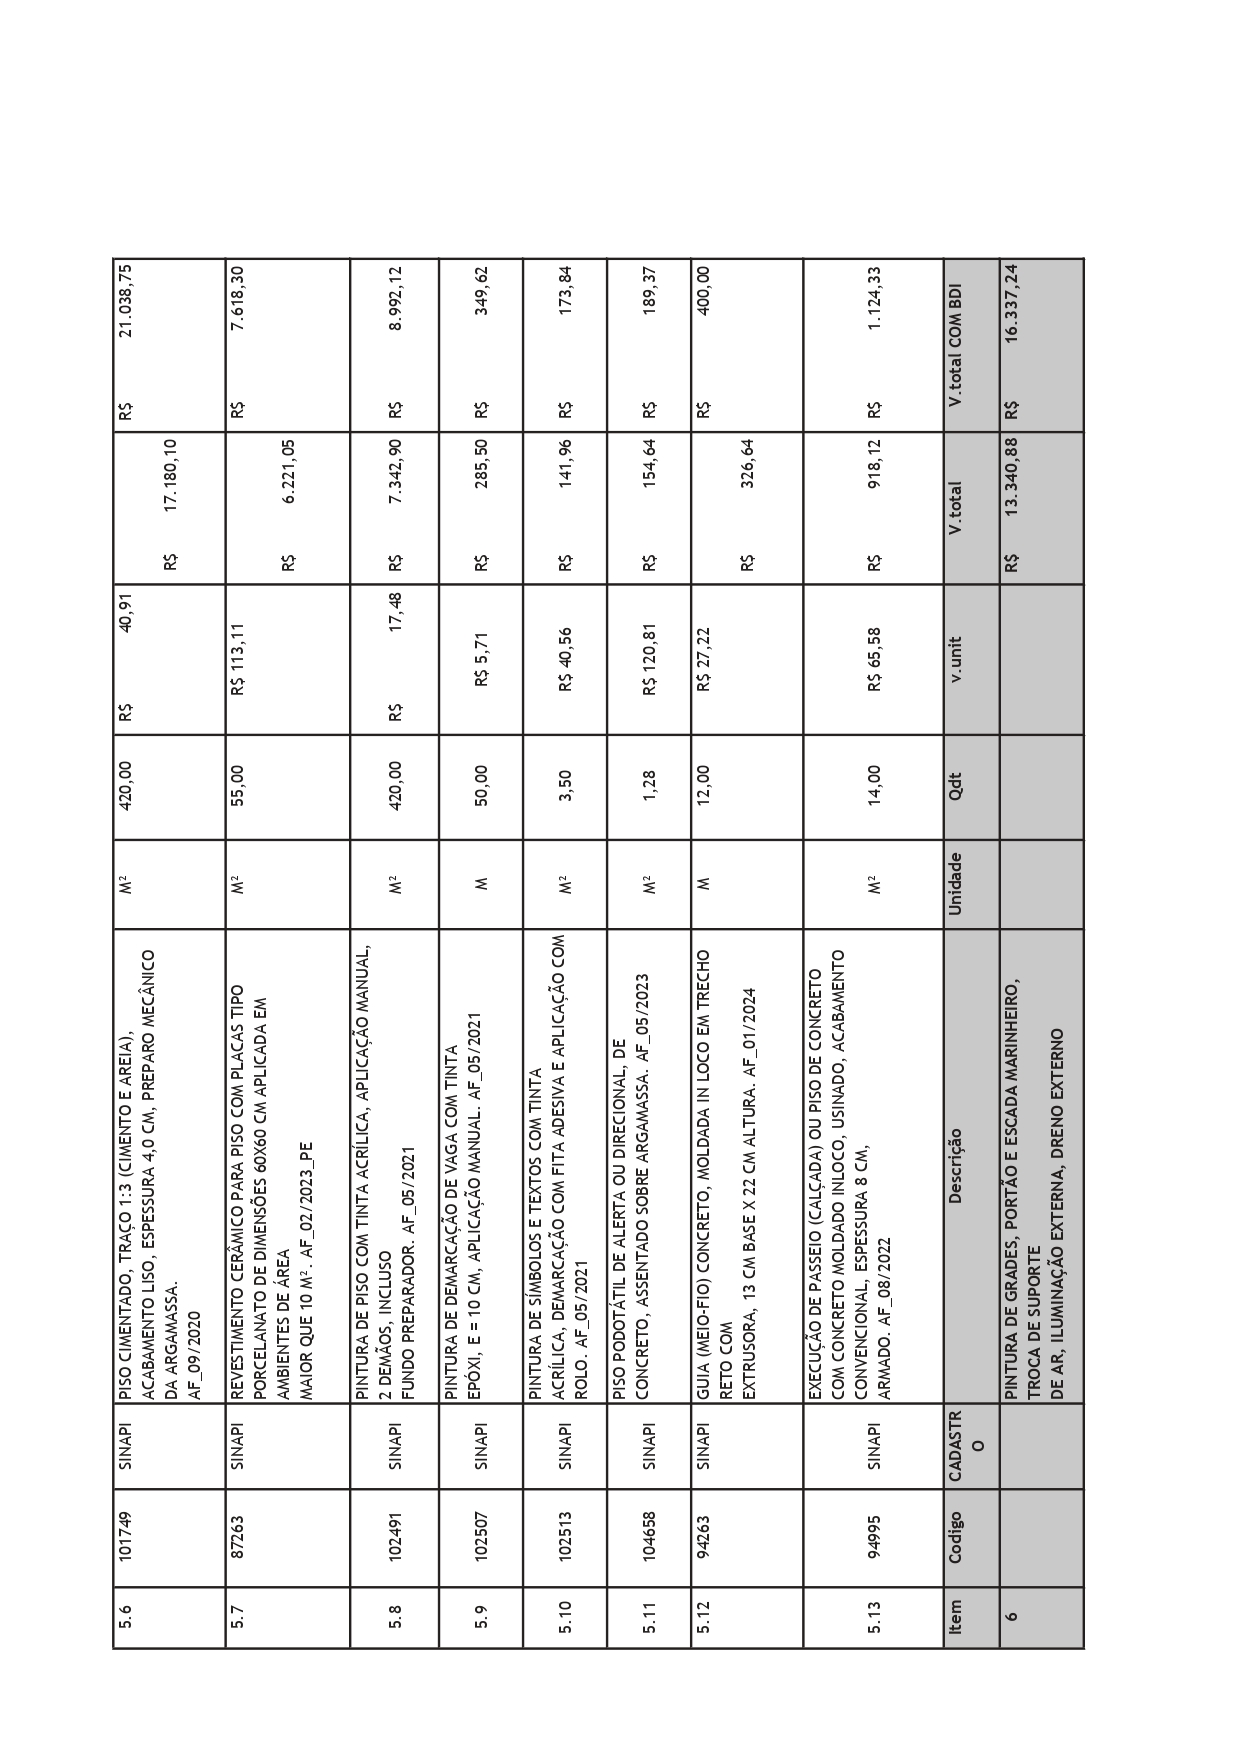 5.6 101749 SINAPI PISO CIMENTADO, TRAÇO 1:3 (CIMENTO E AREIA), M² 420,00 R$ 40,91 R$ 21.038,75
ACABAMENTO LISO, ESPESSURA 4,0 CM, PREPARO MECÂNICO
DA ARGAMASSA. R$ 17.180,10
AF_09/2020
5.7 87263 SINAPI REVESTIMENTO CERÂMICO PARA PISO COM PLACAS TIPO M² 55,00 R$ 113,11 R$ 7.618,30
PORCELANATO DE DIMENSÕES 60X60 CM APLICADA EM
AMBIENTES DE ÁREA R$ 6.221,05
MAIOR QUE 10 M². AF_02/2023_PE
PINTURA DE PISO COM TINTA ACRÍLICA, APLICAÇÃO MANUAL,
5.8 102491 SINAPI 2 DEMÃOS, INCLUSO M² 420,00 R$ 17,48 R$ 7.342,90 R$ 8.992,12
FUNDO PREPARADOR. AF_05/2021
PINTURA DE DEMARCAÇÃO DE VAGA COM TINTA
5.9 102507 SINAPI EPÓXI, E = 10 CM, APLICAÇÃO MANUAL. AF_05/2021 M 50,00 R$ 5,71 R$ 285,50 R$ 349,62
PINTURA DE SÍMBOLOS E TEXTOS COM TINTA
5.10 102513 SINAPI ACRÍLICA, DEMARCAÇÃO COM FITA ADESIVA E APLICAÇÃO COM M² 3,50 R$ 40,56 R$ 141,96 R$ 173,84
ROLO. AF_05/2021
PISO PODOTÁTIL DE ALERTA OU DIRECIONAL, DE
5.11 104658 SINAPI CONCRETO, ASSENTADO SOBRE ARGAMASSA. AF_05/2023 M² 1,28 R$ 120,81 R$ 154,64 R$ 189,37
5.12 94263 SINAPI GUIA (MEIO-FIO) CONCRETO, MOLDADA IN LOCO EM TRECHO M 12,00 R$ 27,22 R$ 400,00
RETO COM
EXTRUSORA, 13 CM BASE X 22 CM ALTURA. AF_01/2024 R$ 326,64
EXECUÇÃO DE PASSEIO (CALÇADA) OU PISO DE CONCRETO
COM CONCRETO MOLDADO INLOCO, USINADO, ACABAMENTO
CONVENCIONAL, ESPESSURA 8 CM,
5.13 94995 SINAPI ARMADO. AF_08/2022 M² 14,00 R$ 65,58 R$ 918,12 R$ 1.124,33
Item Codigo CADASTR Descrição Unidade Qdt v.unit V.total V.total COM BDI
O
6 PINTURA DE GRADES, PORTÃO E ESCADA MARINHEIRO, R$ 13.340,88 R$ 16.337,24
TROCA DE SUPORTE
DE AR, ILUMINAÇÃO EXTERNA, DRENO EXTERNO